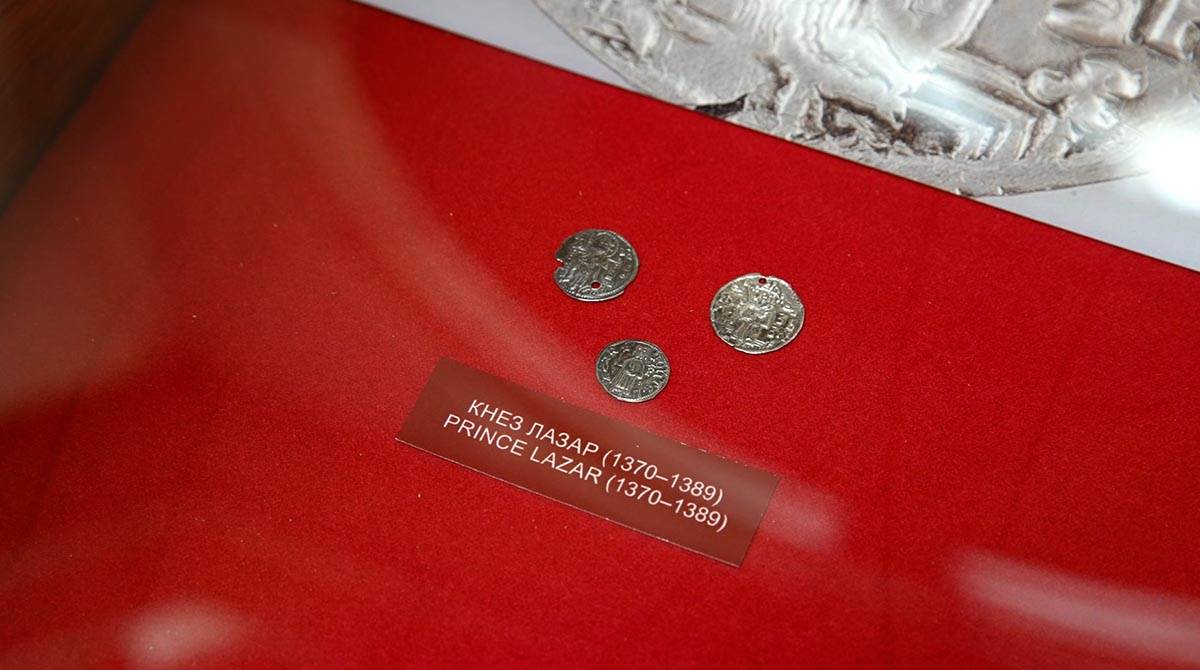 КНЕЗ ЛАЗАР (1370–1389)
PRINCE LAZAR (1370–1389)